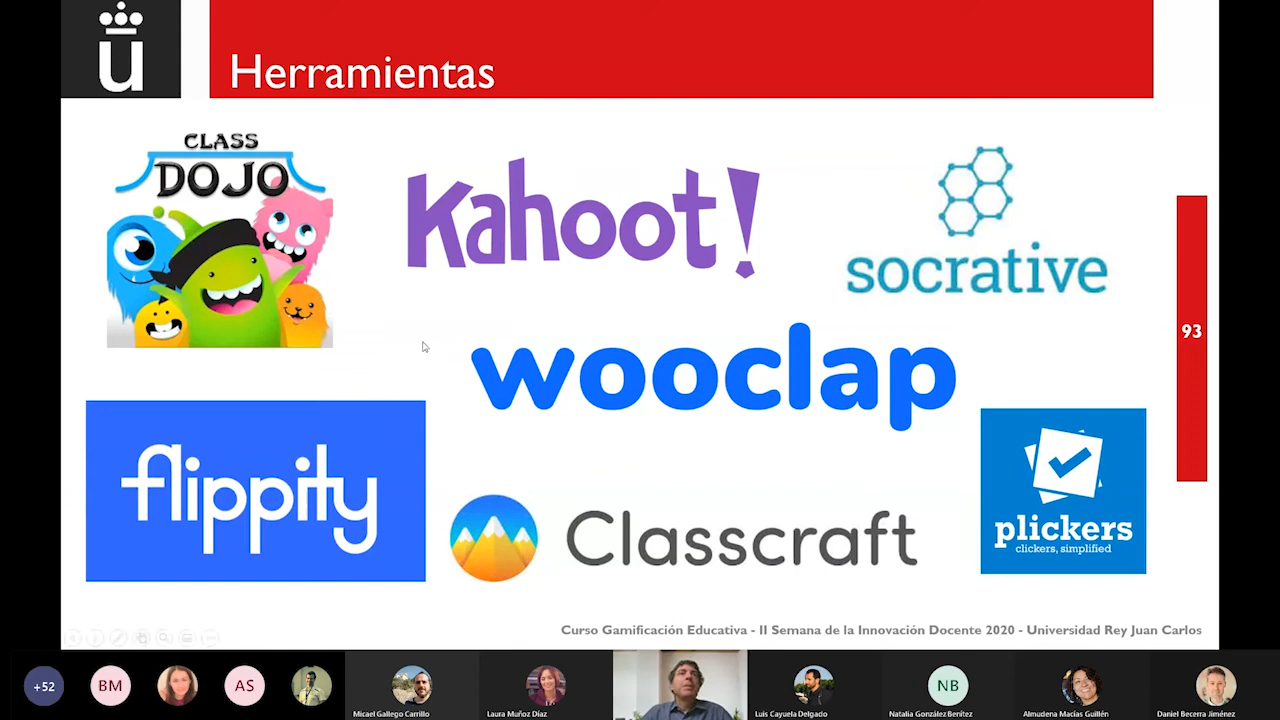 u
Herramientas
CLASS
DOJO
Kahoot!
socrative
93
wooclap
flippity
Classcraft
plickers
clickers, simplified
Curso Gamificación Educativa - II Semana de la Innovación Docente 2020 - Universidad Rey Juan Carlos
+52
BM
AS
NB
Micael Gallego Carrillo
Laura Muñoz Díaz
Luis Cayuela Delgado
Natalia González Benítez
Almudena Macías Guillén
Daniel Becerra Jiménez